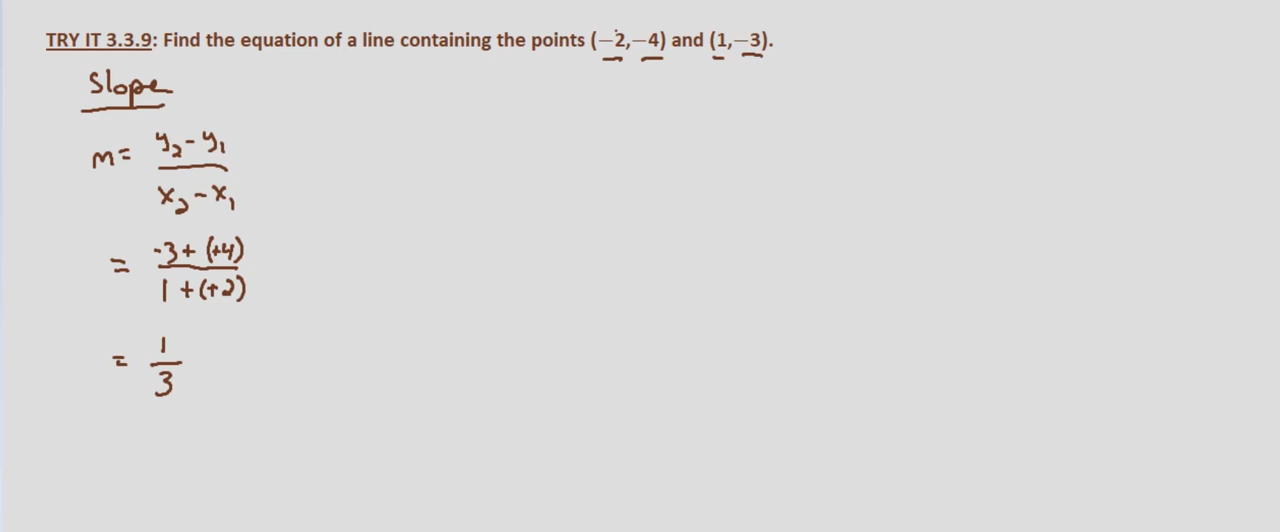 TRY IT 3.3.9: Find the equation of a line containing the points (−2,−4) and (1,−3).
Slope
m = y₂ - y₁
x₂ - x₁
= -3 + (+4)
1 + (+2)
= 1
3